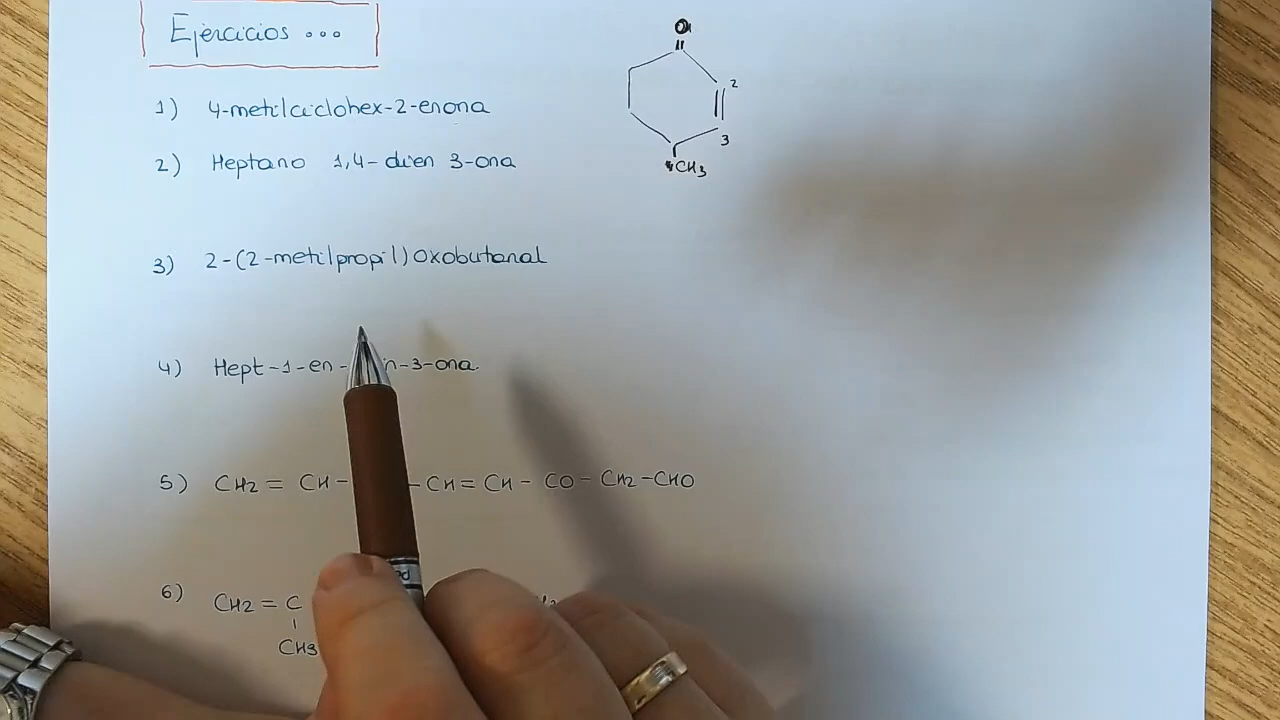 Ejercicios ...
O
"
2
3
4CH3
1) 4-metilciclohex-2-enona
2) Heptano 1,4-dien 3-ona
3) 2-(2-metilpropil)oxobutanal
4) Hept-1-en- n-3-ona.
5) CH2 = CH - - CH = CH - CO - CH2 - CHO
6) CH2 = C
CH3